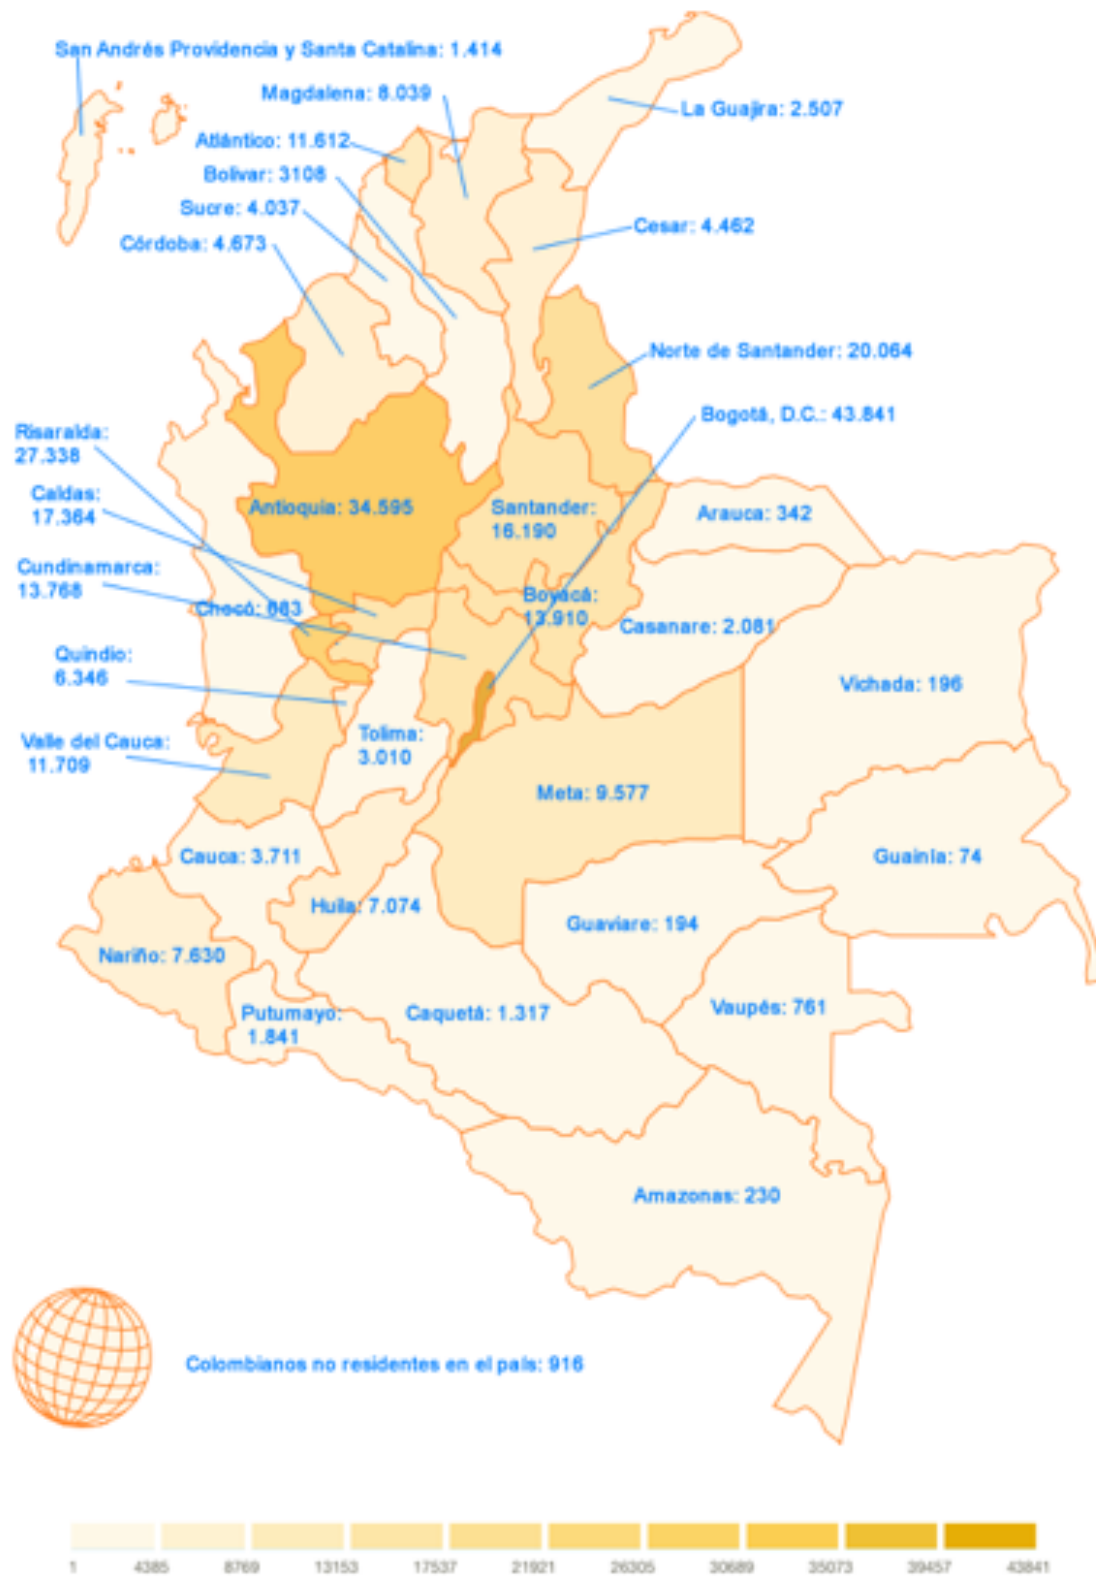 San Andrés Providencia y Santa Catalina: 1.414
Magdalena: 8.039
La Guajira: 2.507
Atlántico: 11.612
Bolivar: 3108
Sucre: 4.037
Cesar: 4.462
Córdoba: 4.673
Norte de Santander: 20.064
Bogotá, D.C.: 43.841
Risaralda:
27.338
Caldas:
17.364
Antioquia: 34.595
Santander:
16.190
Arauca: 342
Cundinamarca:
13.768
Chocó: 683
Boyacá:
13.910
Casanare: 2.081
Quindio:
6.346
Vichada: 196
Valle del Cauca:
11.709
Tolima:
3.010
Meta: 9.577
Cauca: 3.711
Guainía: 74
Huila: 7.074
Guaviare: 194
Nariño: 7.630
Putumayo:
1.841
Caquetá: 1.317
Vaupés: 761
Amazonas: 230
Colombianos no residentes en el país: 916
1 4385 8769 13153 17537 21921 26305 30689 35073 39457 43841